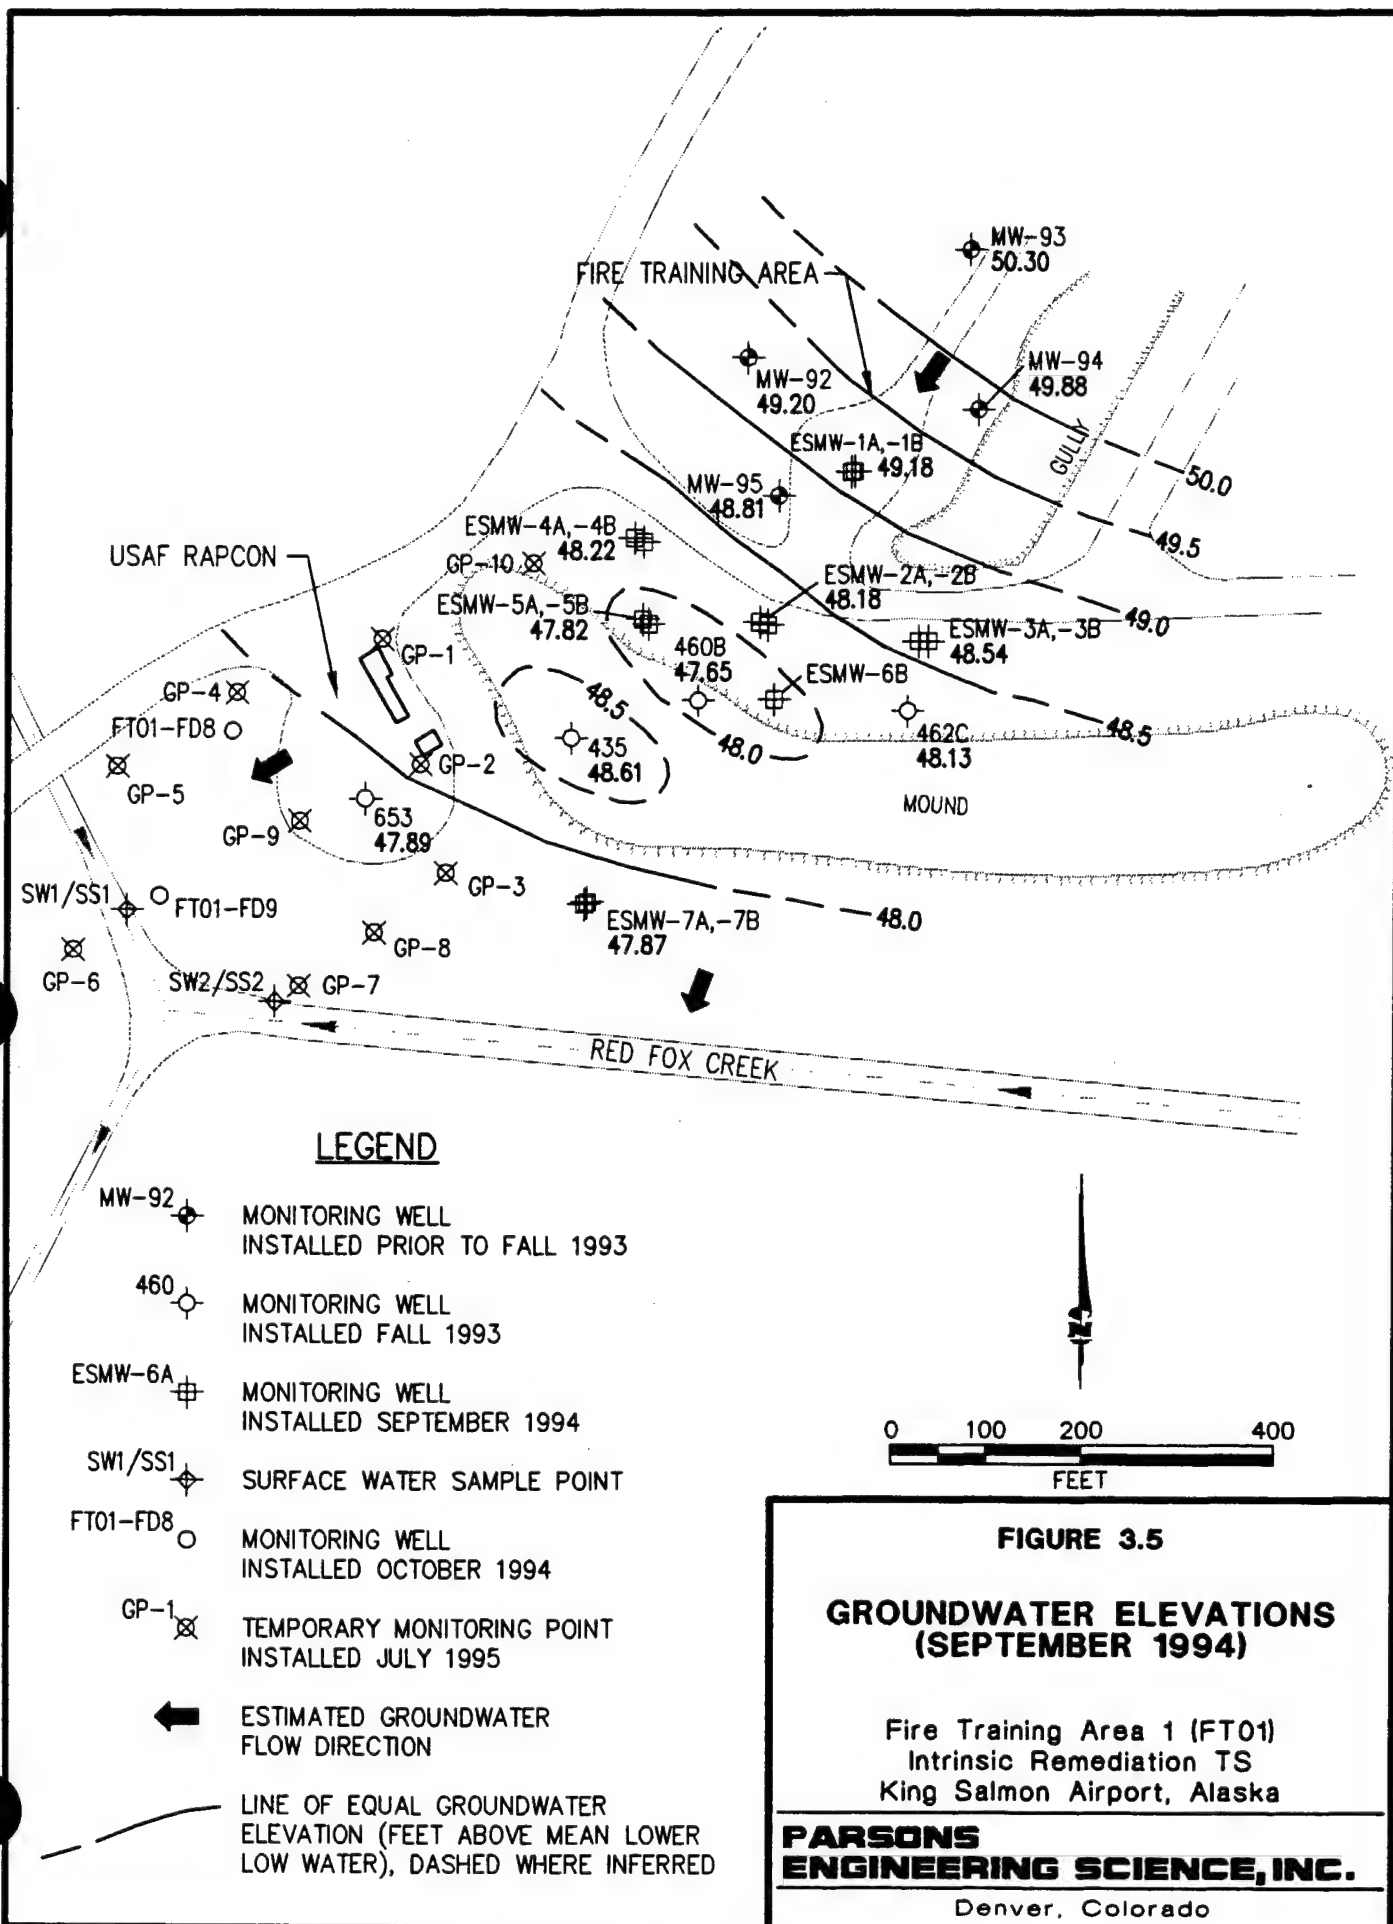 MW-93
50.30
FIRE TRAINING AREA
MW-94
49.88
MW-92
49.20
GULLY
ESMW-1A,-1B
49.18
50.0
MW-95
48.81
ESMW-4A,-4B
48.22
49.5
USAF RAPCON
GP-10
ESMW-2A,-2B
48.18
ESMW-5A,-5B
47.82
49.0
ESMW-3A,-3B
48.54
GP-1
460B
47.65
ESMW-6B
GP-4
48.5
FT01-FD8
462C
48.13
48.5
435
48.61
48.0
GP-2
GP-5
MOUND
653
47.89
GP-9
GP-3
SW1/SS1
FT01-FD9
ESMW-7A,-7B
47.87
48.0
GP-8
GP-6
SW2/SS2
GP-7
RED FOX CREEK
LEGEND
MW-92
MONITORING WELL
INSTALLED PRIOR TO FALL 1993
460
MONITORING WELL
INSTALLED FALL 1993
ESMW-6A
MONITORING WELL
INSTALLED SEPTEMBER 1994
SW1/SS1
SURFACE WATER SAMPLE POINT
FT01-FD8
MONITORING WELL
INSTALLED OCTOBER 1994
GP-1
TEMPORARY MONITORING POINT
INSTALLED JULY 1995
ESTIMATED GROUNDWATER
FLOW DIRECTION
LINE OF EQUAL GROUNDWATER
ELEVATION (FEET ABOVE MEAN LOWER
LOW WATER), DASHED WHERE INFERRED
N
0 100 200 400
FEET
FIGURE 3.5
GROUNDWATER ELEVATIONS
(SEPTEMBER 1994)
Fire Training Area 1 (FT01)
Intrinsic Remediation TS
King Salmon Airport, Alaska
PARSONS
ENGINEERING SCIENCE, INC.
Denver, Colorado